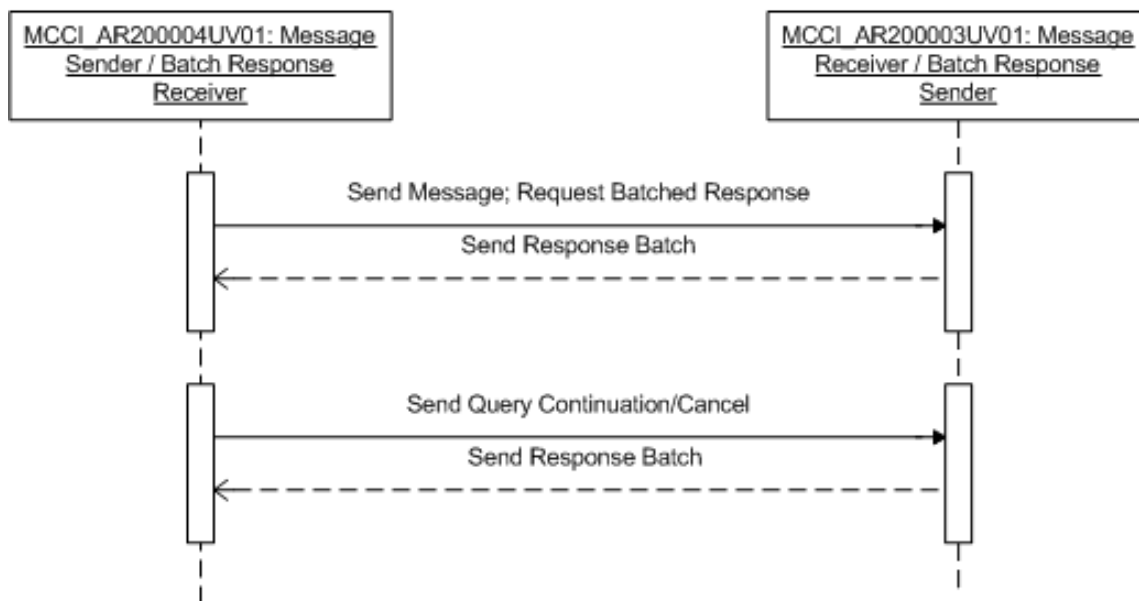 MCCI_AR200004UV01: Message
Sender / Batch Response
Receiver
MCCI_AR200003UV01: Message
Receiver / Batch Response
Sender
Send Message; Request Batched Response
Send Response Batch
Send Query Continuation/Cancel
Send Response Batch